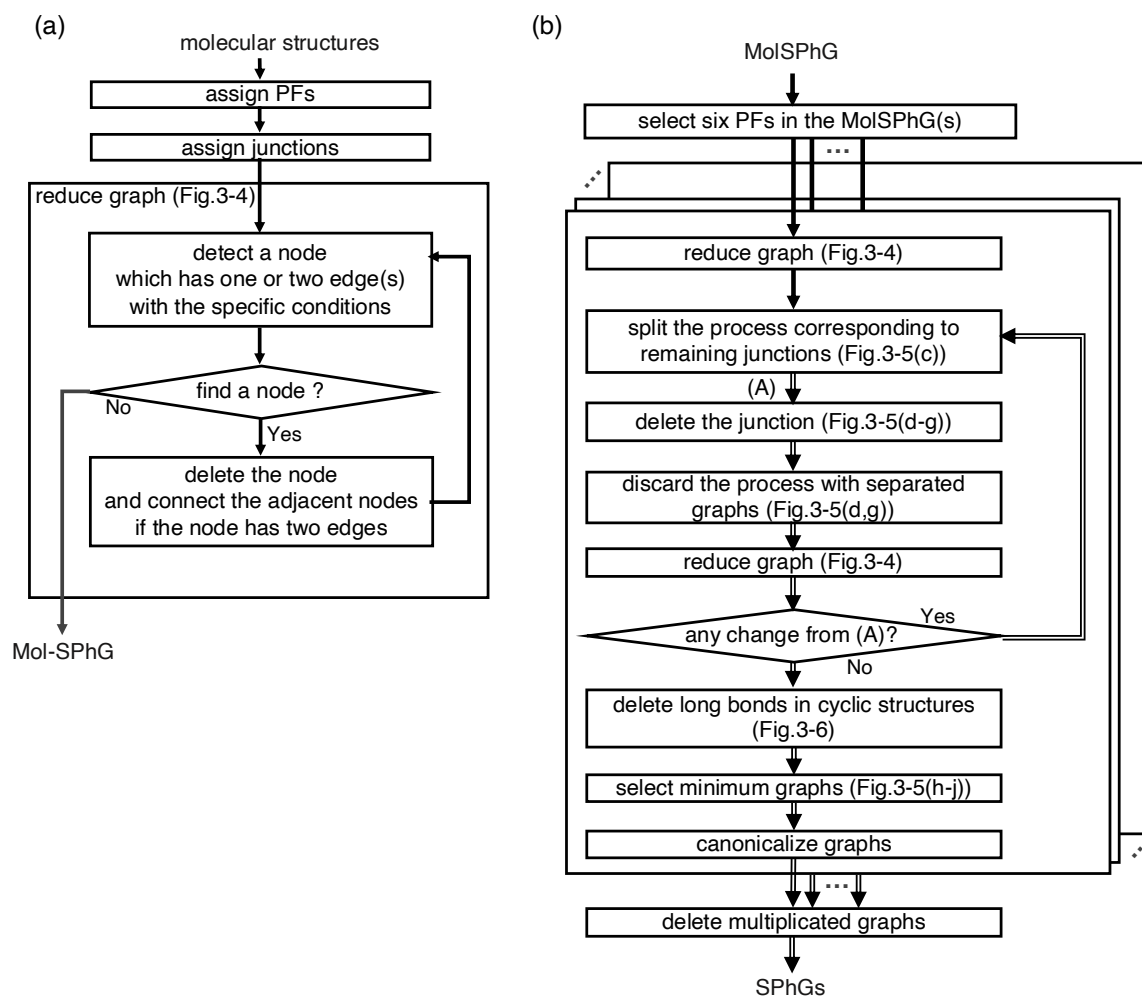 (a)
molecular structures
assign PFs
assign junctions
reduce graph (Fig.3-4)
detect a node
which has one or two edge(s)
with the specific conditions
find a node ?
No
Yes
delete the node
and connect the adjacent nodes
if the node has two edges
Mol-SPhG
(b)
MolSPhG
select six PFs in the MolSPhG(s)
...
reduce graph (Fig.3-4)
split the process corresponding to
remaining junctions (Fig.3-5(c))
(A)
delete the junction (Fig.3-5(d-g))
discard the process with separated
graphs (Fig.3-5(d,g))
reduce graph (Fig.3-4)
Yes
any change from (A)?
No
delete long bonds in cyclic structures
(Fig.3-6)
select minimum graphs (Fig.3-5(h-j))
canonicalize graphs
...
delete multiplicated graphs
SPhGs